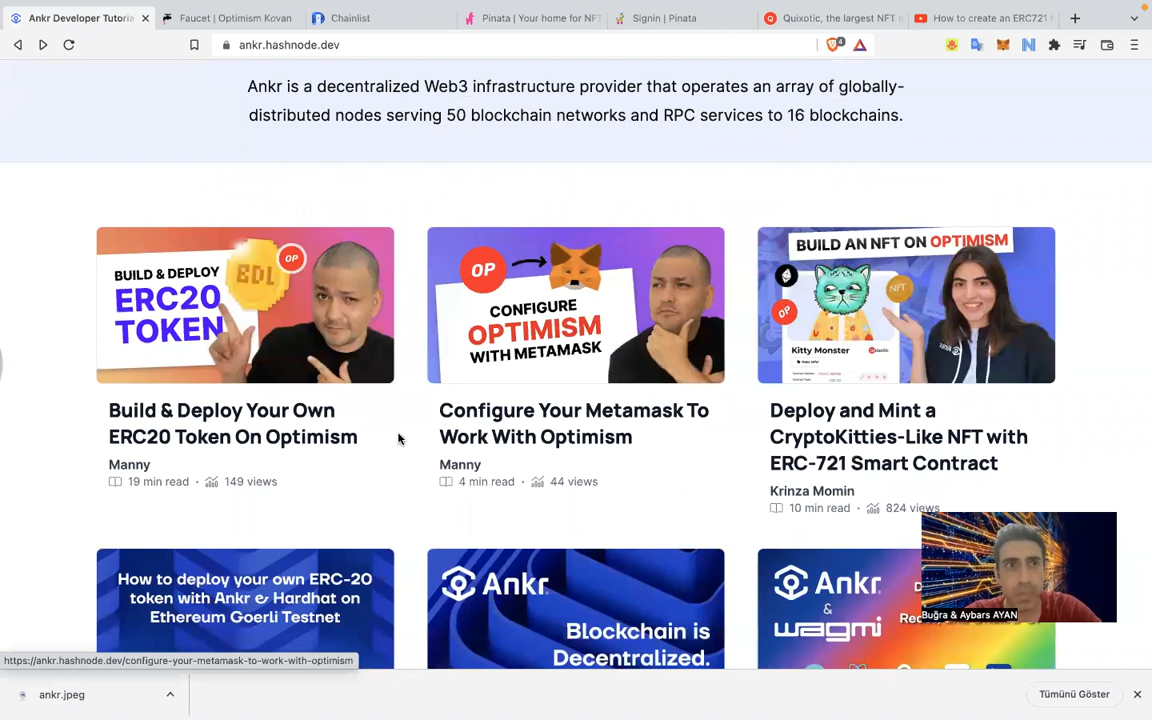 Ankr Developer Tutoria
Faucet | Optimism Kovan
Chainlist
Pinata | Your home for NFT
Signin | Pinata
Quixotic, the largest NFT
How to create an ERC721
ankr.hashnode.dev
4
Ankr is a decentralized Web3 infrastructure provider that operates an array of globally-
distributed nodes serving 50 blockchain networks and RPC services to 16 blockchains.
BUILD & DEPLOY
ERC20
TOKEN
EDL
OP
OP
CONFIGURE
OPTIMISM
WITH METAMASK
BUILD AN NFT ON OPTIMISM
OP
NFT
Kitty Monster
Build & Deploy Your Own
ERC20 Token On Optimism
Manny
19 min read · 149 views
Configure Your Metamask To
Work With Optimism
Manny
4 min read · 44 views
Deploy and Mint a
CryptoKitties-Like NFT with
ERC-721 Smart Contract
Krinza Momin
10 min read · 824 views
How to deploy your own ERC-20
token with Ankr & Hardhat on
Ethereum Goerli Testnet
Ankr
Blockchain is
Decentralized.
Ankr
&
wagmi
Buğra & Aybars AYAN
https://ankr.hashnode.dev/configure-your-metamask-to-work-with-optimism
ankr.jpeg
Tümünü Göster